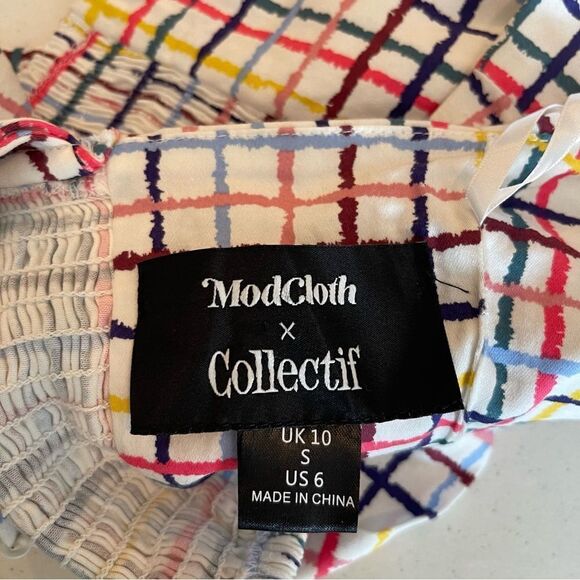 ModCloth
×
Collectif
UK 10
S
US 6
MADE IN CHINA